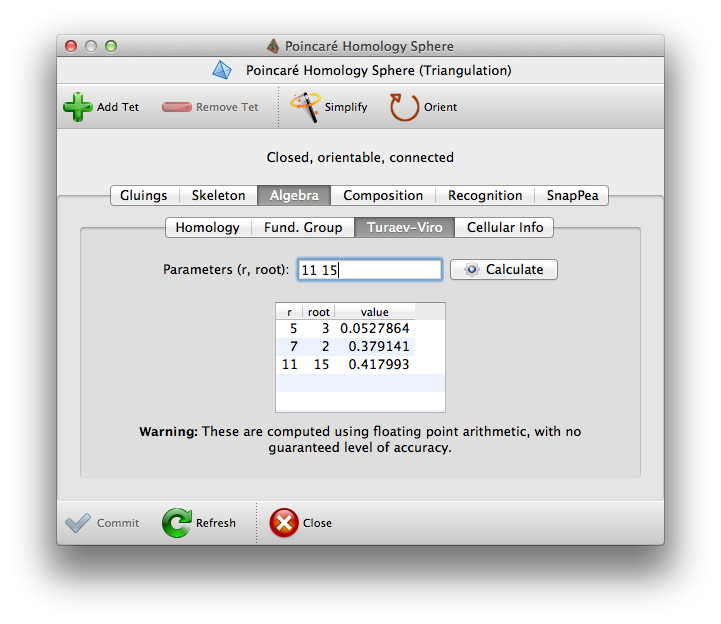 Poincaré Homology Sphere
Poincaré Homology Sphere (Triangulation)
Add Tet Remove Tet Simplify Orient
Closed, orientable, connected
Gluings Skeleton Algebra Composition Recognition SnapPea
Homology Fund. Group Turaev-Viro Cellular Info
Parameters (r, root): 11 15 Calculate
r root value
5 3 0.0527864
7 2 0.379141
11 15 0.417993
Warning: These are computed using floating point arithmetic, with no
guaranteed level of accuracy.
Commit Refresh Close